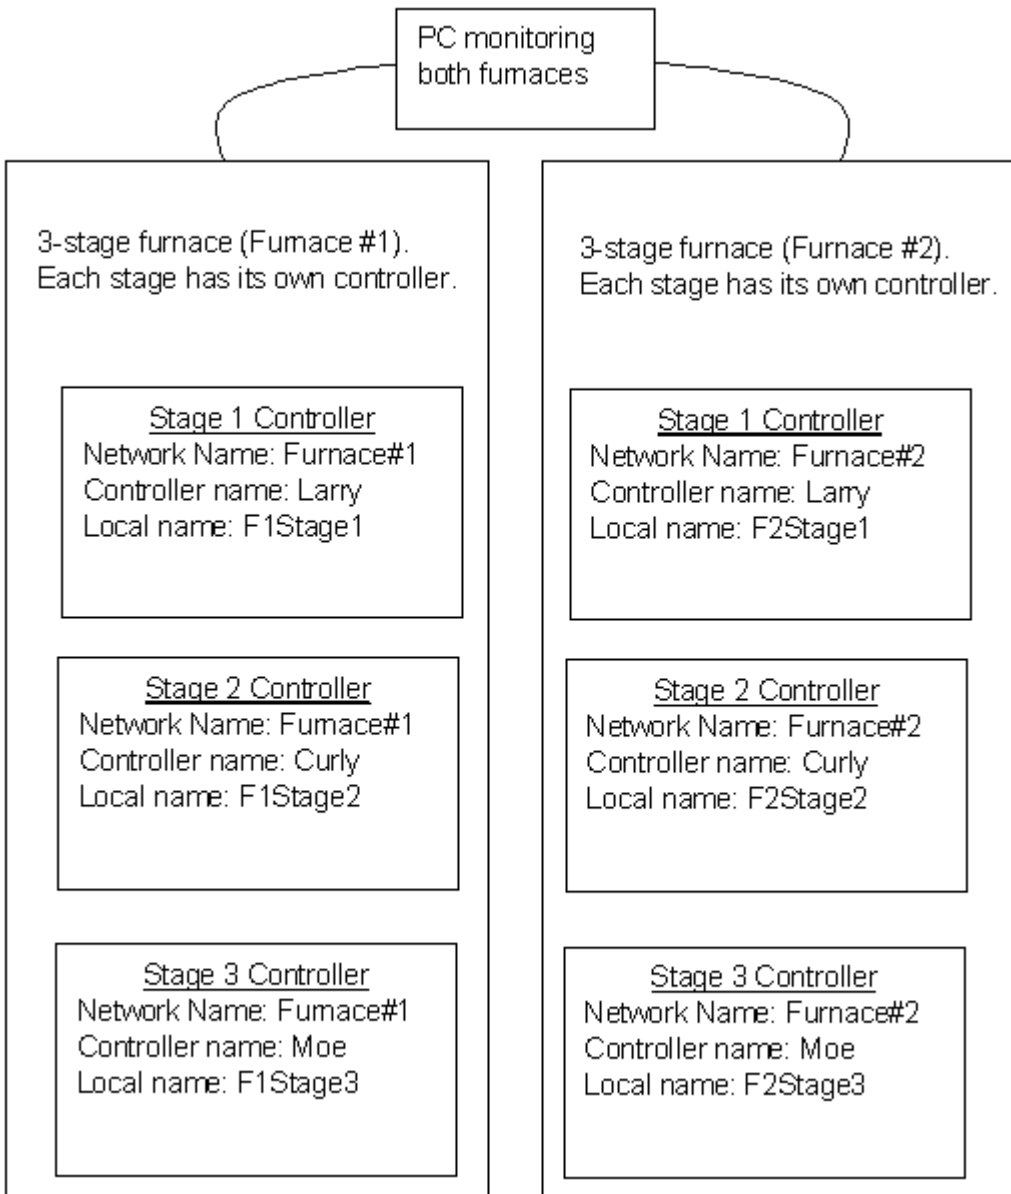 PC monitoring
both furnaces
3-stage furnace (Furnace #1).
Each stage has its own controller.
Stage 1 Controller
Network Name: Furnace#1
Controller name: Larry
Local name: F1Stage1
Stage 2 Controller
Network Name: Furnace#1
Controller name: Curly
Local name: F1Stage2
Stage 3 Controller
Network Name: Furnace#1
Controller name: Moe
Local name: F1Stage3
3-stage furnace (Furnace #2).
Each stage has its own controller.
Stage 1 Controller
Network Name: Furnace#2
Controller name: Larry
Local name: F2Stage1
Stage 2 Controller
Network Name: Furnace#2
Controller name: Curly
Local name: F2Stage2
Stage 3 Controller
Network Name: Furnace#2
Controller name: Moe
Local name: F2Stage3